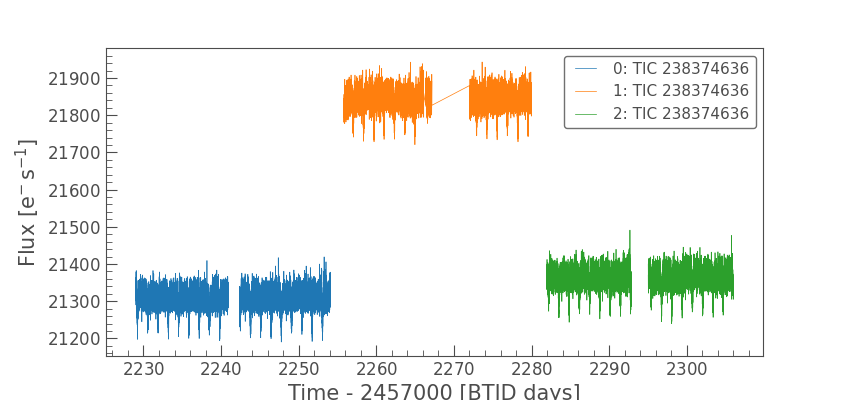 21900
21800
21700
21600
21500
21400
21300
21200
Flux [e⁻ s⁻¹]
0: TIC 238374636
1: TIC 238374636
2: TIC 238374636
2230 2240 2250 2260 2270 2280 2290 2300
Time - 2457000 [BTJD days]